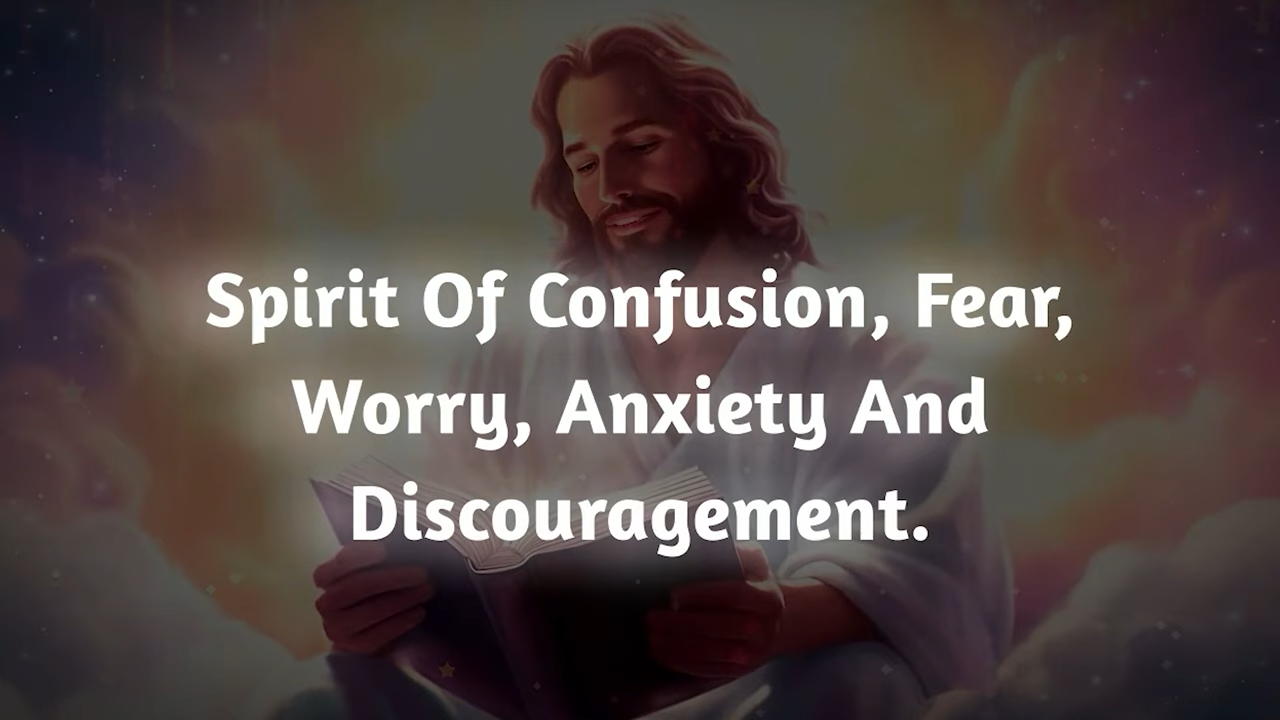 Spirit Of Confusion, Fear,
Worry, Anxiety And
Discouragement.